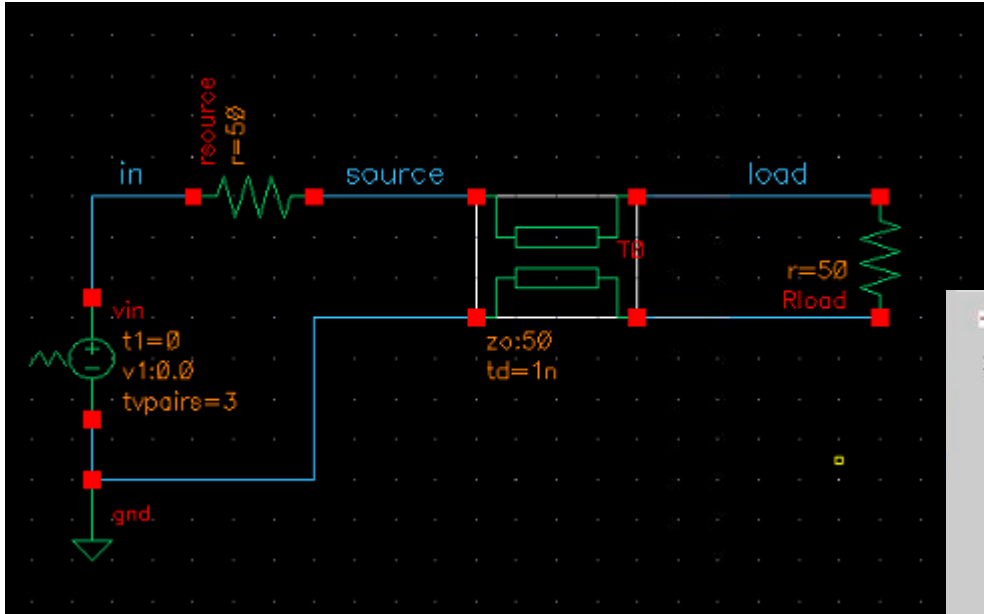 rsource
r=50
in
source
load
T0
r=50
Rload
vin
t1=0
v1:0.0
tvpairs=3
zo:50
td=1n
gnd